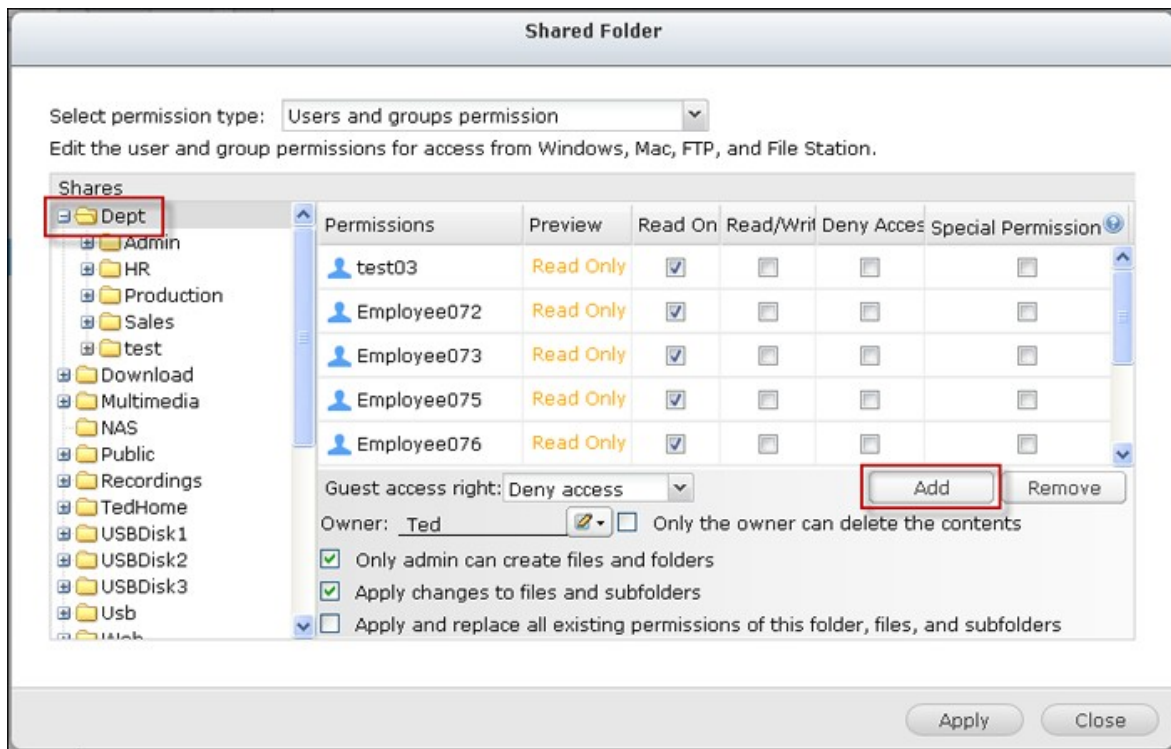 Shared Folder
Select permission type: Users and groups permission
Edit the user and group permissions for access from Windows, Mac, FTP, and File Station.
Shares
Dept
Admin
HR
Production
Sales
test
Download
Multimedia
NAS
Public
Recordings
TedHome
USBDisk1
USBDisk2
USBDisk3
Usb
Permissions Preview Read On Read/Writ Deny Acces Special Permission
test03 Read Only
Employee072 Read Only
Employee073 Read Only
Employee075 Read Only
Employee076 Read Only
Guest access right: Deny access Add Remove
Owner: Ted Only the owner can delete the contents
Only admin can create files and folders
Apply changes to files and subfolders
Apply and replace all existing permissions of this folder, files, and subfolders
Apply Close